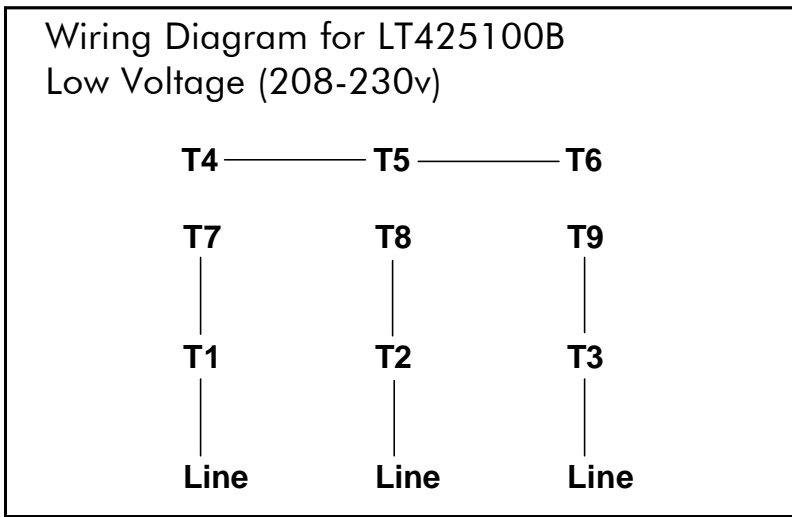 Wiring Diagram for LT425100B
Low Voltage (208-230v)
T4 T5 T6
T7 T8 T9
T1 T2 T3
Line Line Line